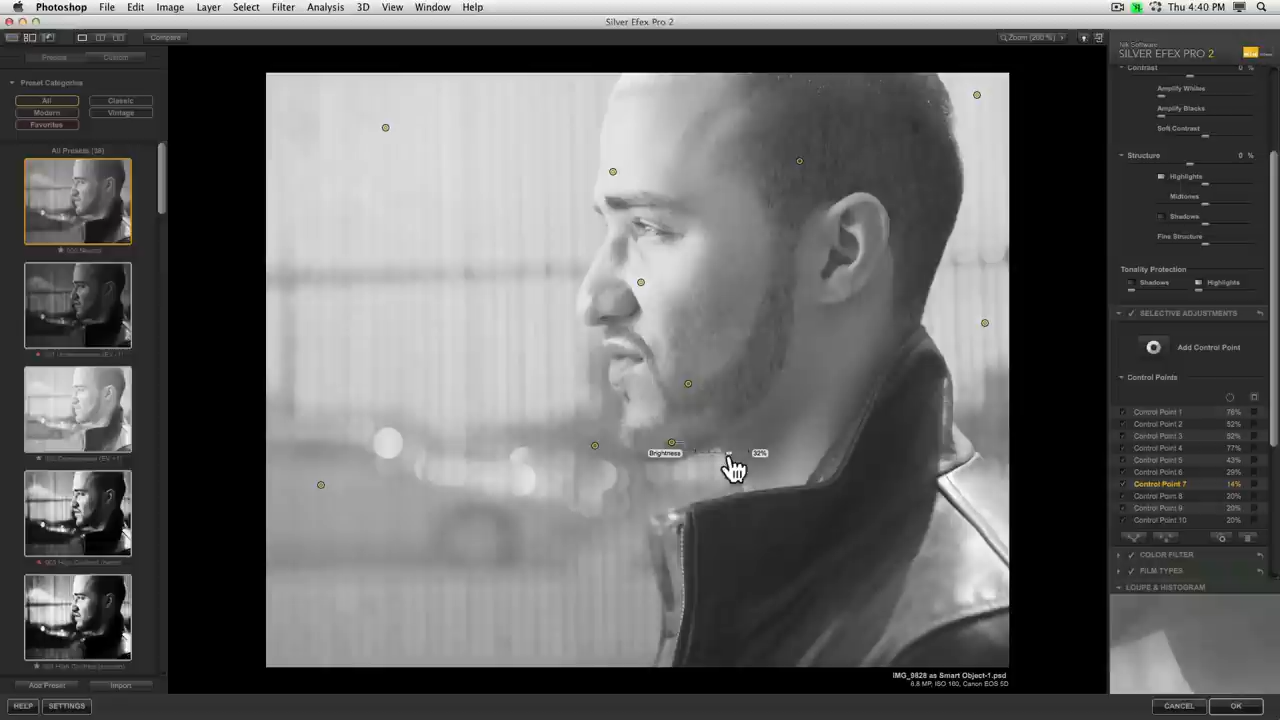 Photoshop File Edit Image Layer Select Filter Analysis 3D View Window Help
Thu 4:40 PM
Silver Efex Pro 2
Compare
Zoom (200 %)
Presets Custom
Preset Categories
All Classic
Modern Vintage
Favorites
All Presets (38)
000 Neutral
Add Preset Import
HELP SETTINGS
Brightness 32%
IMG_9828 as Smart Object-1.psd
Nik Software
SILVER EFEX PRO 2
Contrast 0 %
Amplify Whites
Amplify Blacks
Soft Contrast
Structure 0 %
Highlights
Midtones
Shadows
Fine Structure
Tonality Protection
Shadows Highlights
SELECTIVE ADJUSTMENTS
Add Control Point
Control Points
Control Point 1 76%
Control Point 2 52%
Control Point 3 52%
Control Point 4 77%
Control Point 5 43%
Control Point 6 29%
Control Point 7 14%
Control Point 8 20%
Control Point 9 20%
Control Point 10 20%
COLOR FILTER
FILM TYPES
LOUPE & HISTOGRAM
CANCEL OK